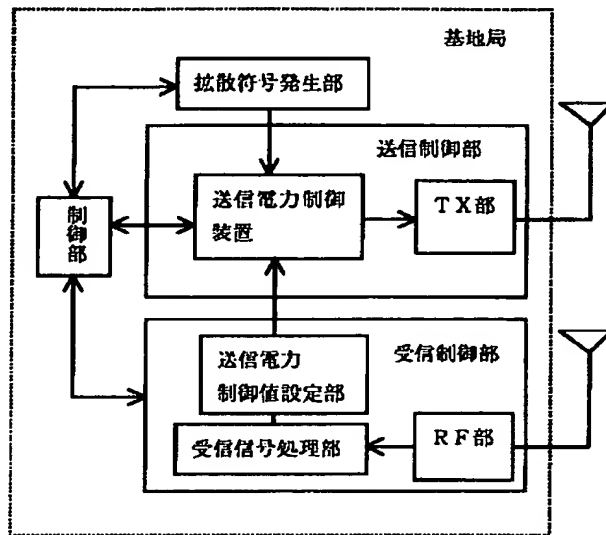 基地局
拡散符号発生部
送信制御部
送信電力制御
装置
TX部
制御部
送信電力
制御値設定部
受信制御部
受信信号処理部
RF部